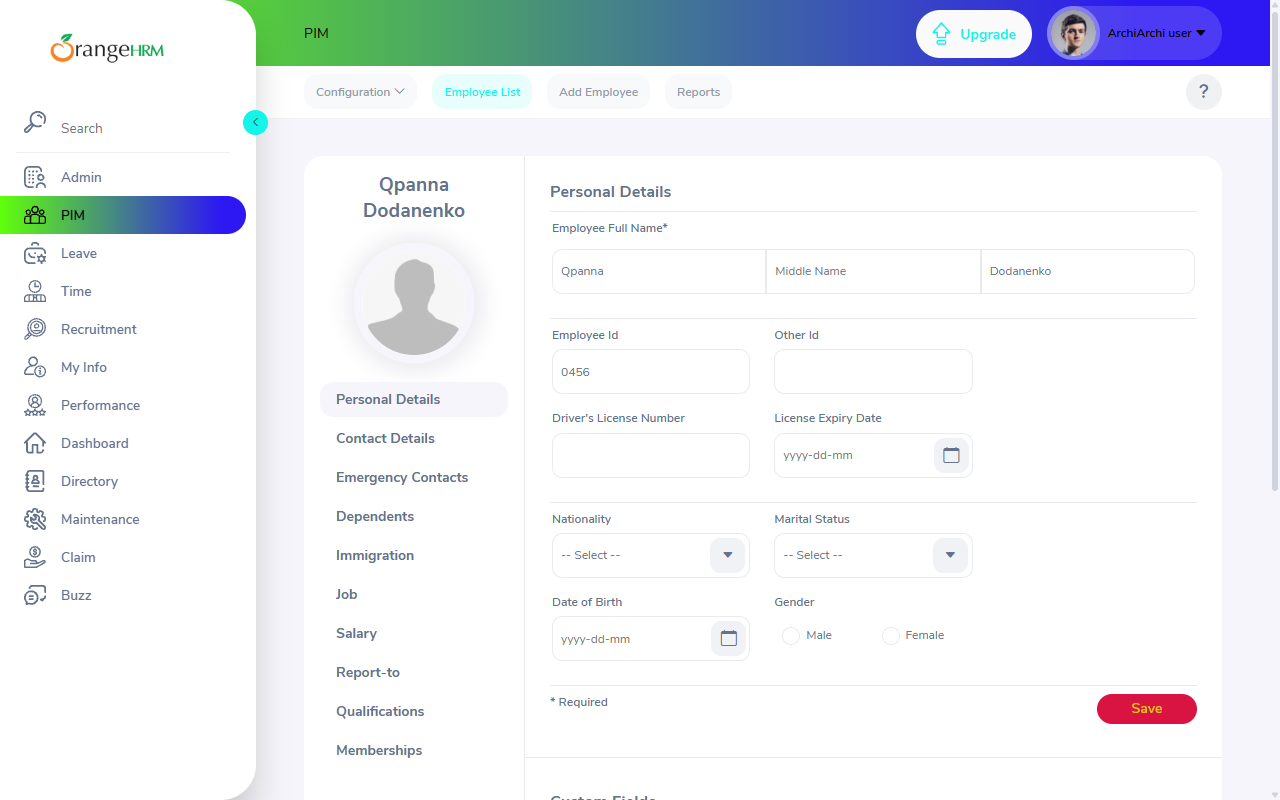 OrangeHRM
Search
Admin
PIM
Leave
Time
Recruitment
My Info
Performance
Dashboard
Directory
Maintenance
Claim
Buzz
PIM
Upgrade
ArchiArchi user
Configuration
Employee List
Add Employee
Reports
?
Qpanna
Dodanenko
Personal Details
Contact Details
Emergency Contacts
Dependents
Immigration
Job
Salary
Report-to
Qualifications
Memberships
Personal Details
Employee Full Name*
Qpanna
Middle Name
Dodanenko
Employee Id
Other Id
0456
Driver's License Number
License Expiry Date
yyyy-dd-mm
Nationality
Marital Status
-- Select --
-- Select --
Date of Birth
Gender
yyyy-dd-mm
Male
Female
* Required
Save
Custom Fields